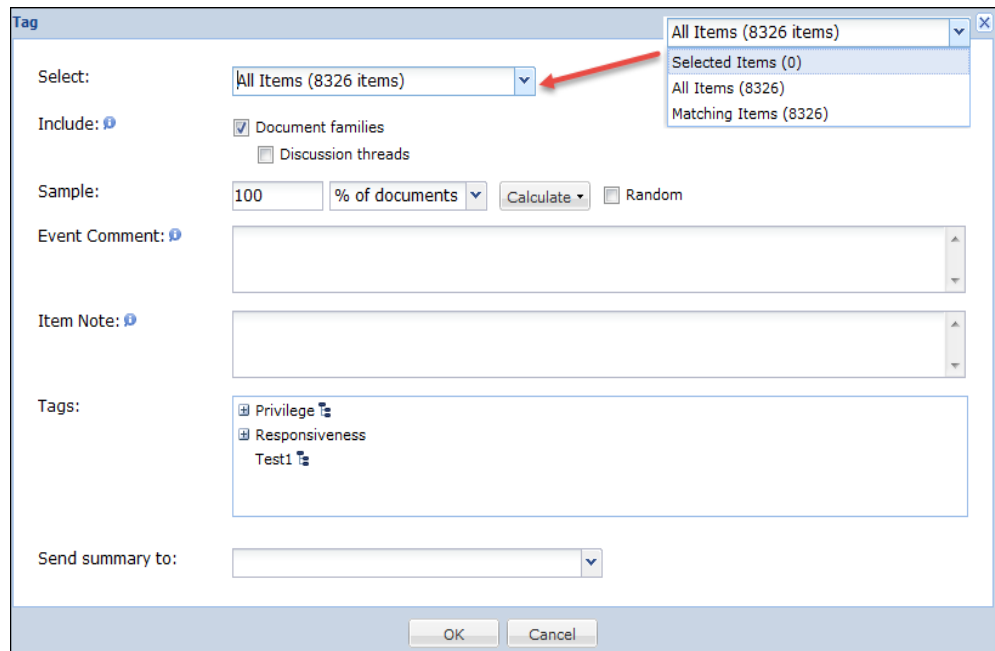 Tag
All Items (8326 items)
Selected Items (0)
All Items (8326)
Matching Items (8326)
Select:
All Items (8326 items)
Include:
Document families
Discussion threads
Sample:
100
% of documents
Calculate
Random
Event Comment:
Item Note:
Tags:
Privilege
Responsiveness
Test1
Send summary to:
OK
Cancel